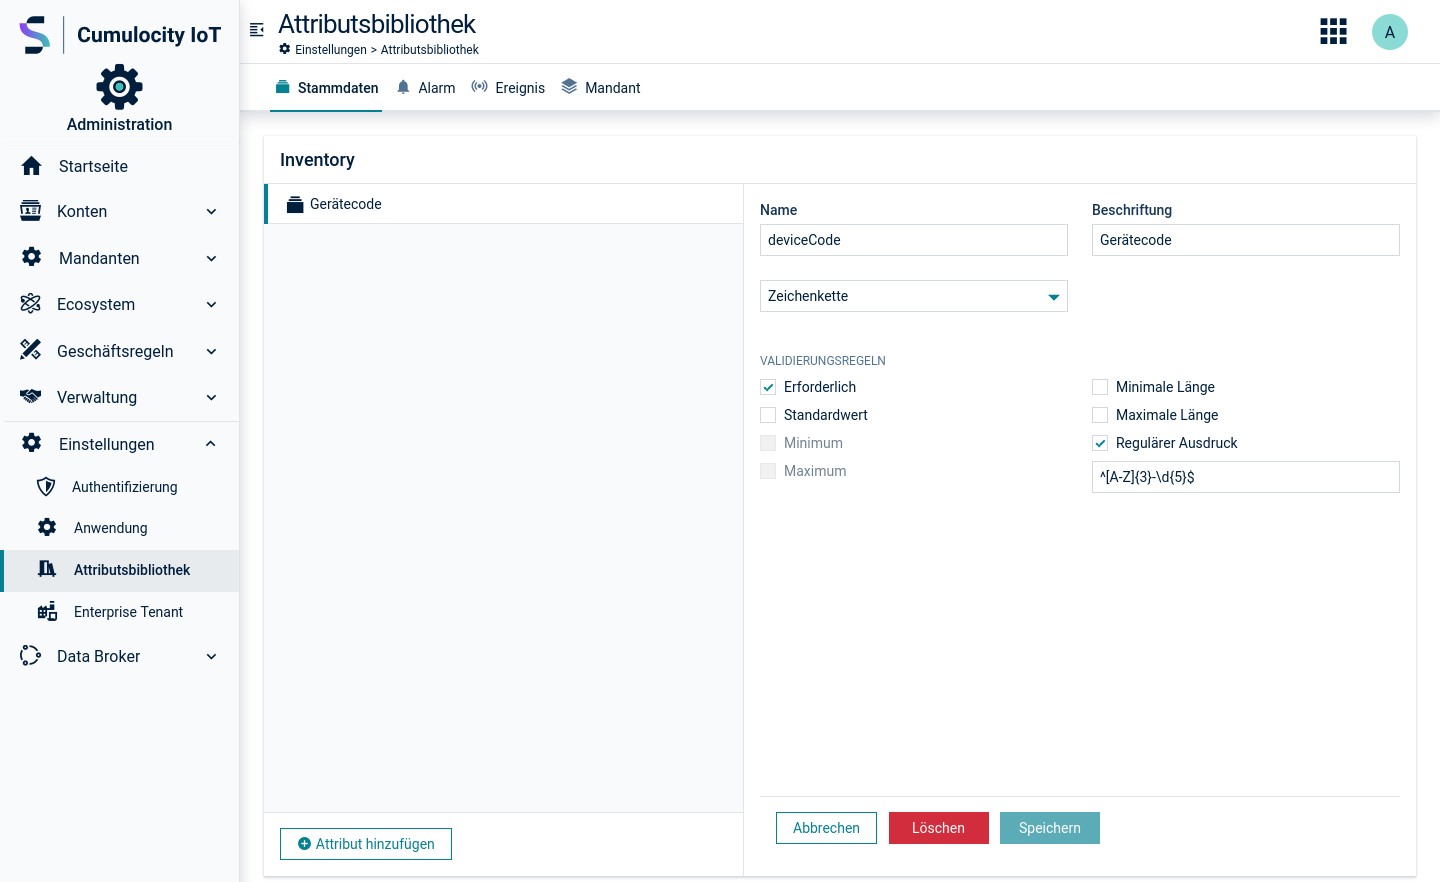 Cumulocity IoT
Administration
Startseite
Konten
Mandanten
Ecosystem
Geschäftsregeln
Verwaltung
Einstellungen
Authentifizierung
Anwendung
Attributsbibliothek
Enterprise Tenant
Data Broker
Attributsbibliothek
Einstellungen > Attributsbibliothek
A
Stammdaten Alarm Ereignis Mandant
Inventory
Gerätecode
Attribut hinzufügen
Name Beschriftung
deviceCode Gerätecode
Zeichenkette
VALIDIERUNGSREGELN
Erforderlich Minimale Länge
Standardwert Maximale Länge
Minimum Regulärer Ausdruck
Maximum ^[A-Z]{3}-\d{5}$
Abbrechen Löschen Speichern